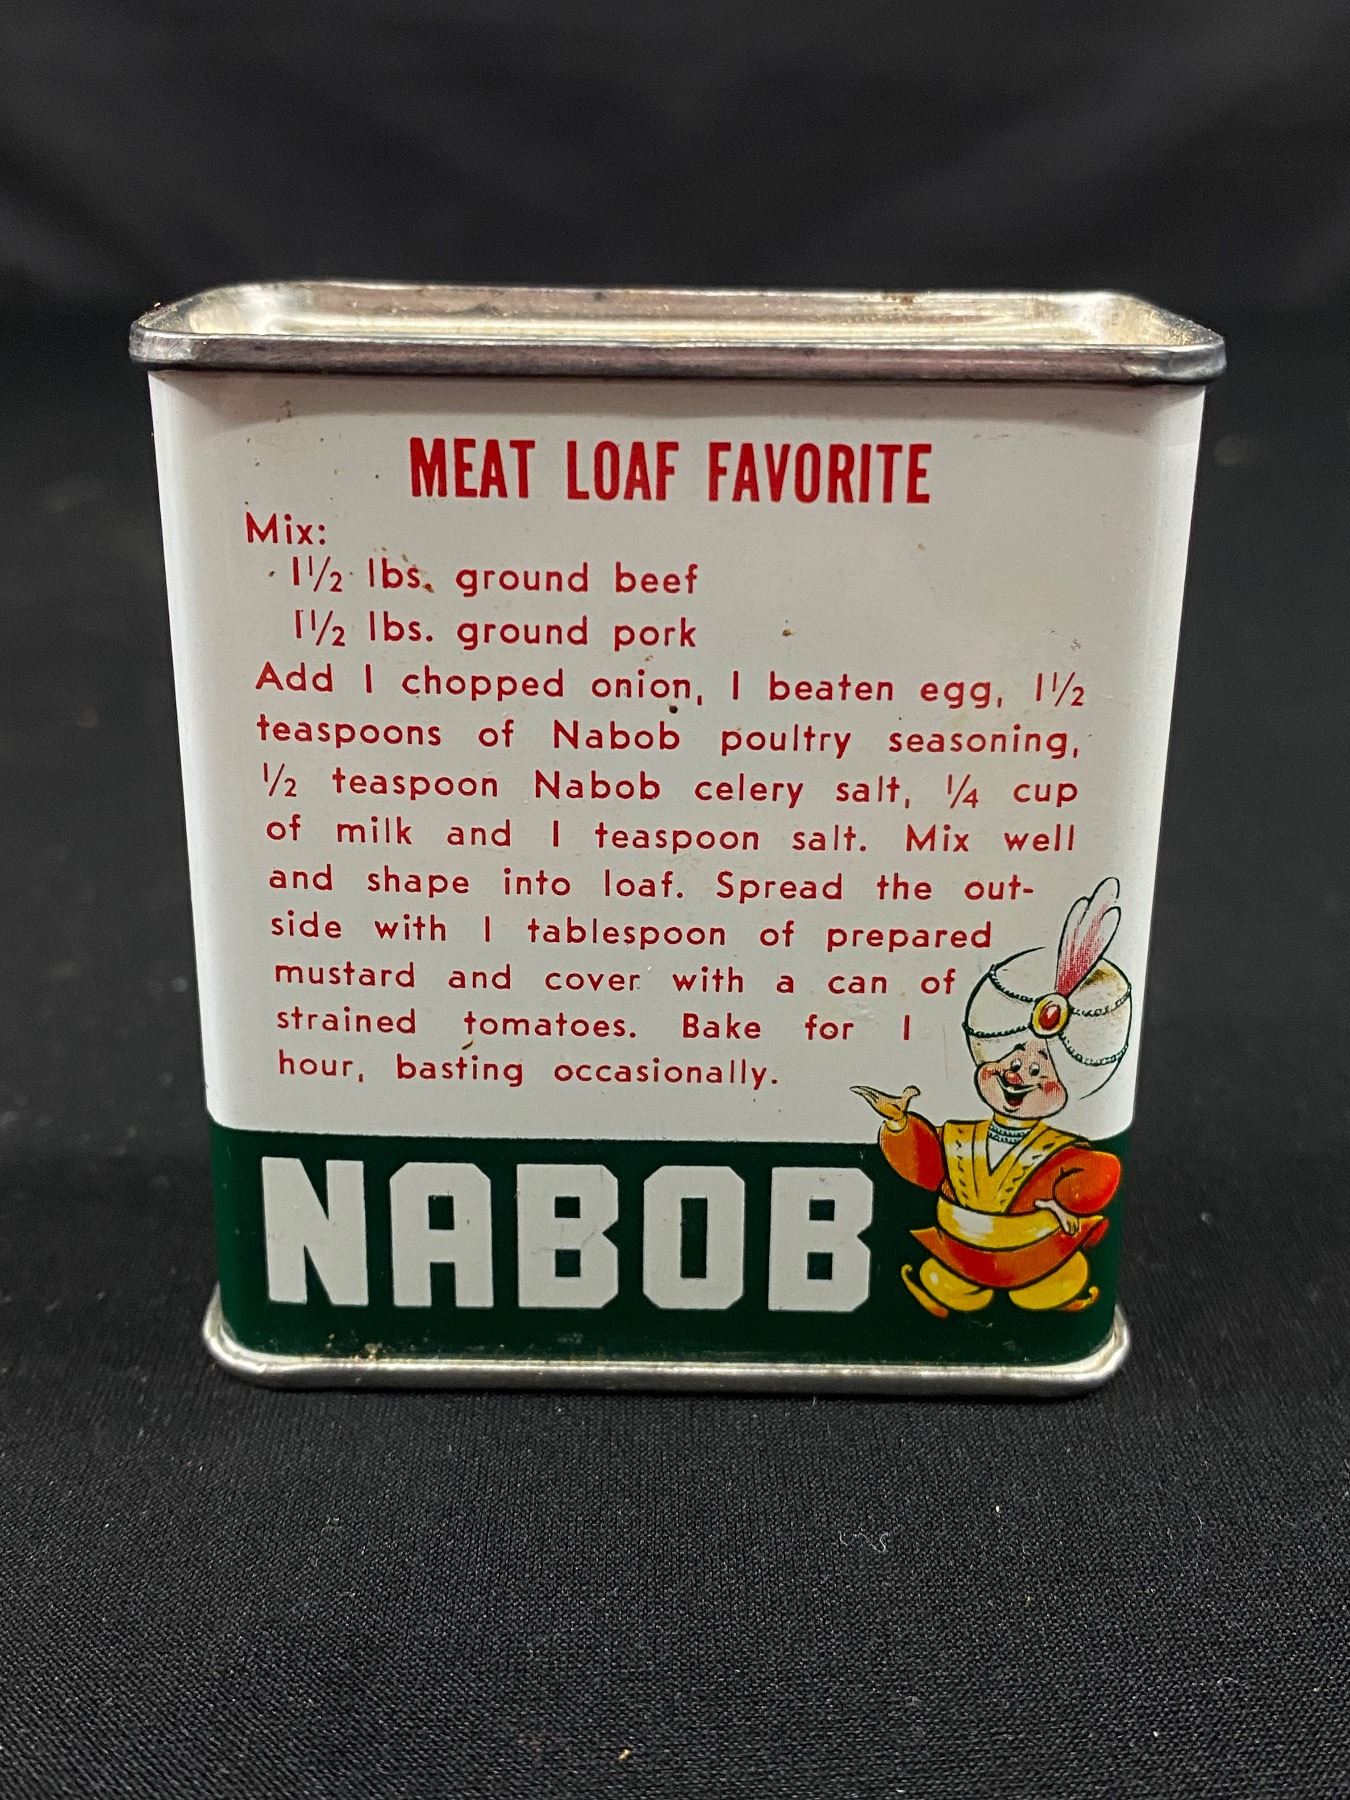 MEAT LOAF FAVORITE
Mix:
1½ lbs. ground beef
1½ lbs. ground pork
Add 1 chopped onion, 1 beaten egg, 1½
teaspoons of Nabob poultry seasoning,
½ teaspoon Nabob celery salt, ¼ cup
of milk and 1 teaspoon salt. Mix well
and shape into loaf. Spread the out-
side with 1 tablespoon of prepared
mustard and cover with a can of
strained tomatoes. Bake for 1
hour, basting occasionally.
NABOB